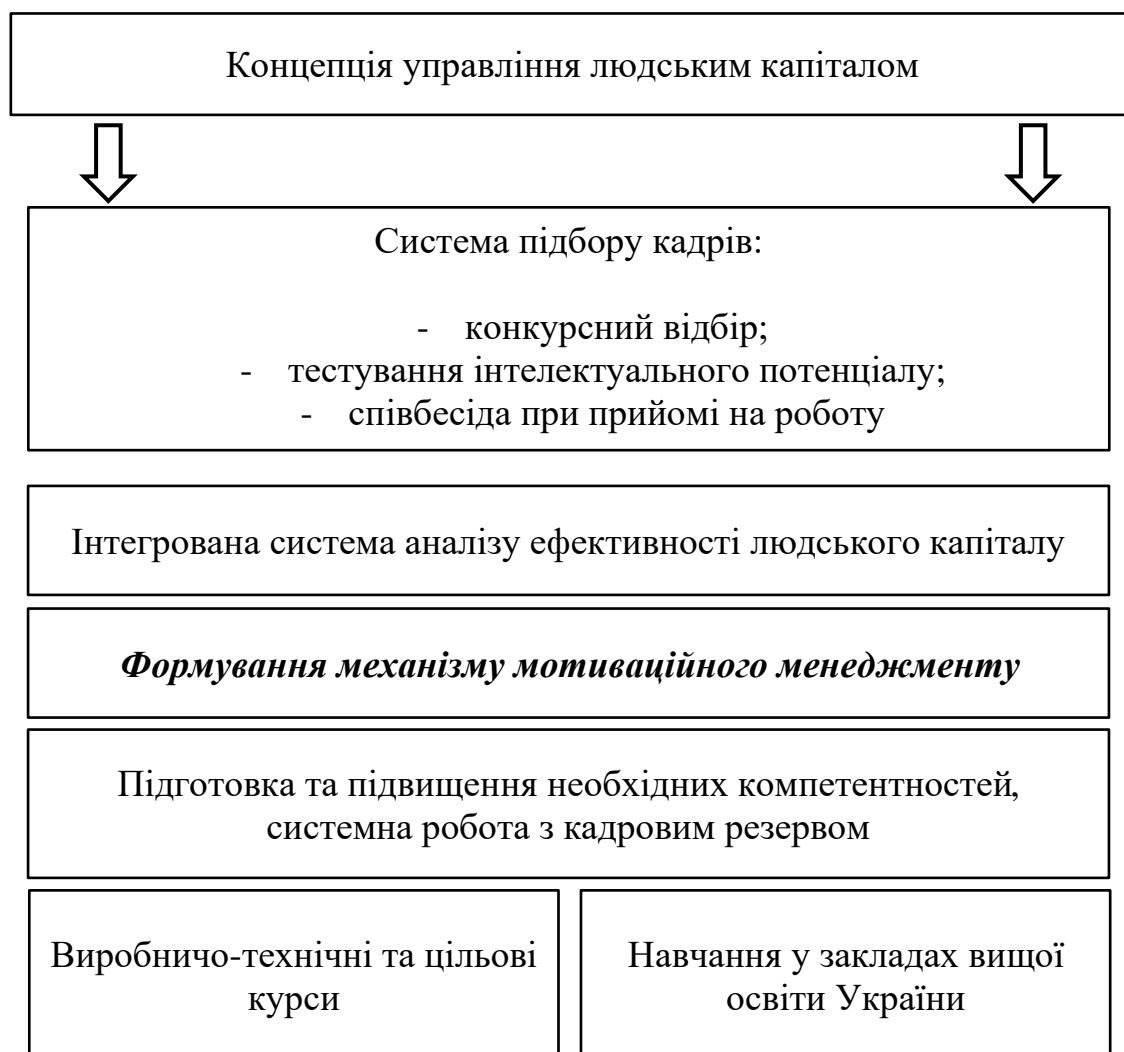 Концепція управління людським капіталом
Система підбору кадрів:
- конкурсний відбір;
- тестування інтелектуального потенціалу;
- співбесіда при прийомі на роботу
Інтегрована система аналізу ефективності людського капіталу
Формування механізму мотиваційного менеджменту
Підготовка та підвищення необхідних компетентностей,
системна робота з кадровим резервом
Виробничо-технічні та цільові
курси
Навчання у закладах вищої
освіти України